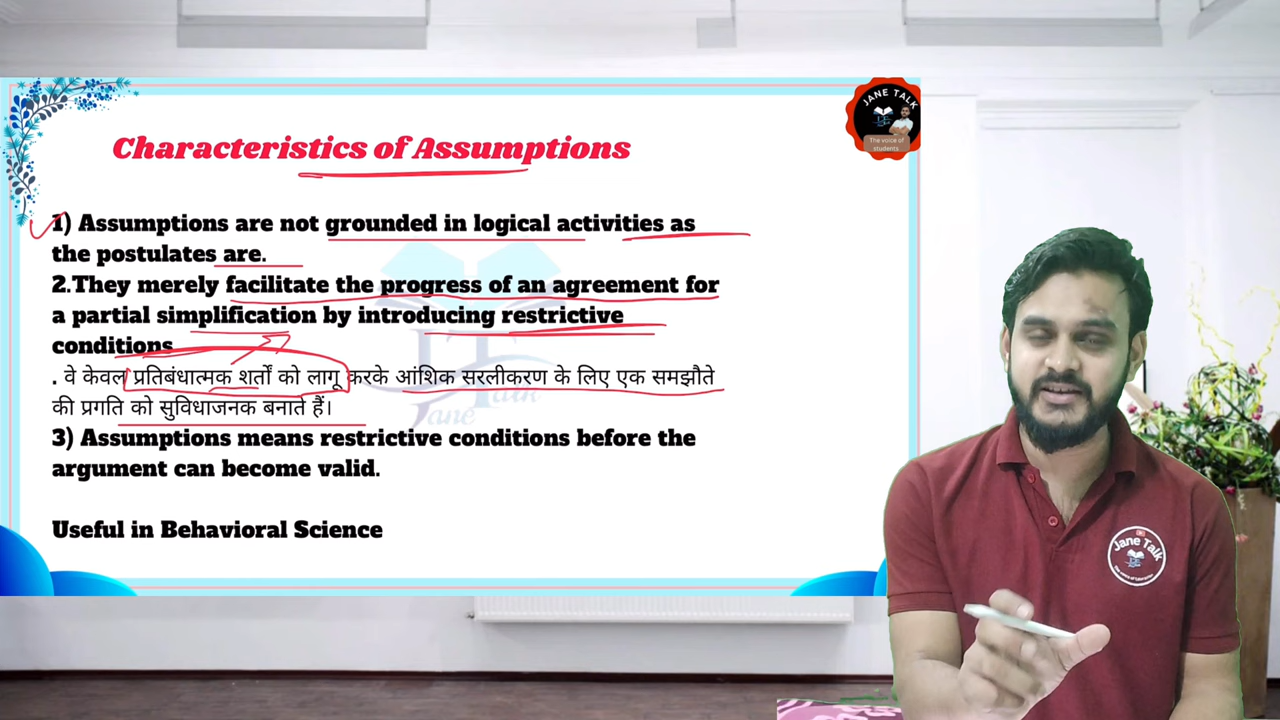 Characteristics of Assumptions
JANE TALK
The voice of
students
1) Assumptions are not grounded in logical activities as
the postulates are.
2.They merely facilitate the progress of an agreement for
a partial simplification by introducing restrictive
conditions
. वे केवल प्रतिबंधात्मक शर्तों को लागू करके आंशिक सरलीकरण के लिए एक समझौते
की प्रगति को सुविधाजनक बनाते हैं।
Jane Talk
3) Assumptions means restrictive conditions before the
argument can become valid.
Useful in Behavioral Science
Jane Talk